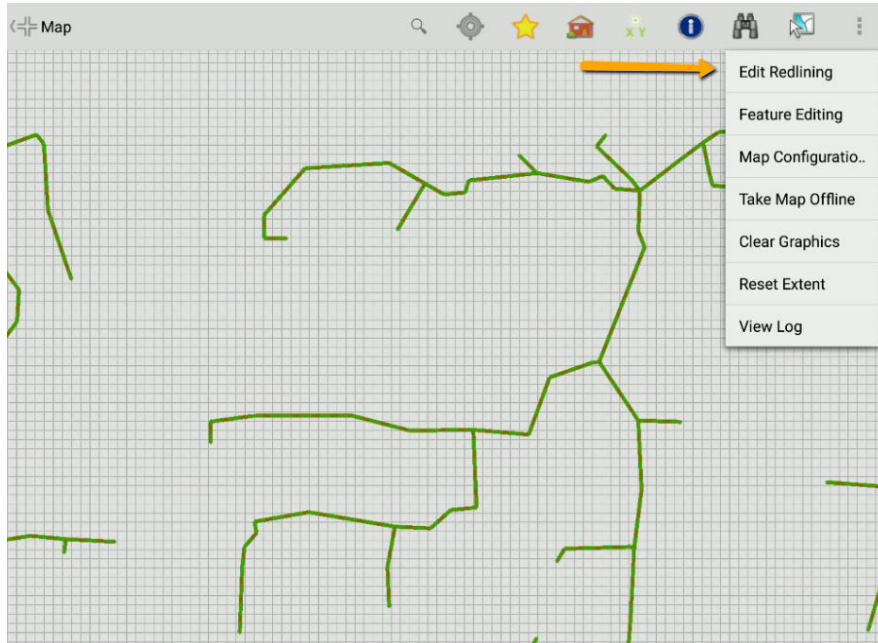 Map
X Y
Edit Redlining
Feature Editing
Map Configuratio..
Take Map Offline
Clear Graphics
Reset Extent
View Log